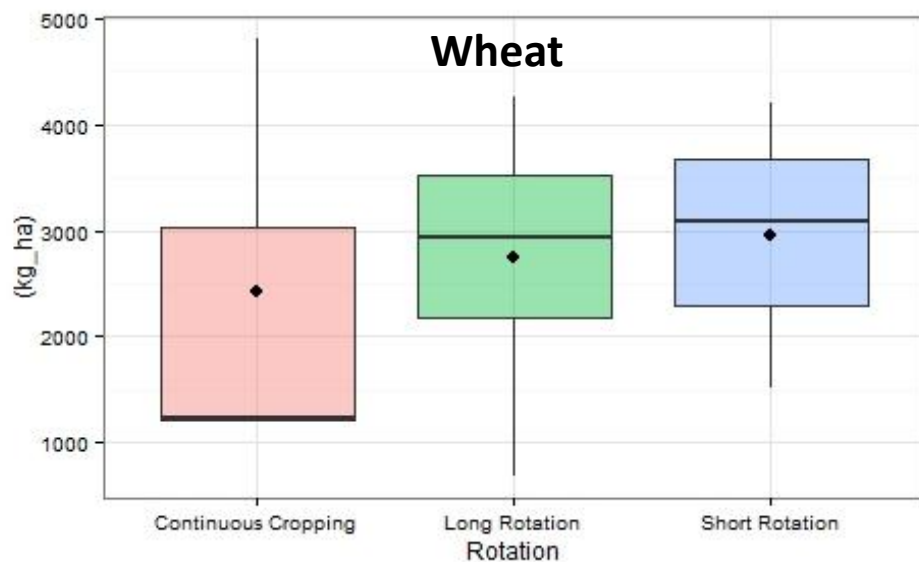 Wheat
5000
4000
3000
2000
1000
(kg_ha)
Continuous Cropping
Long Rotation
Short Rotation
Rotation